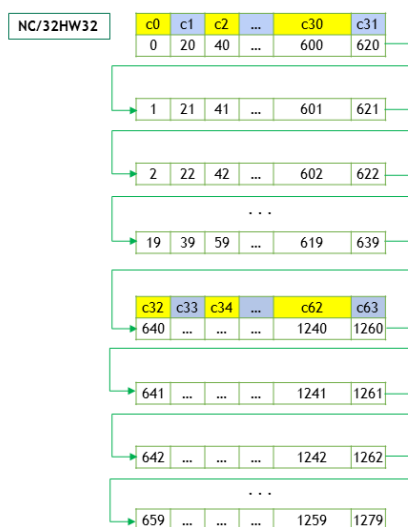 NC/32HW32
c0 c1 c2 ... c30 c31
0 20 40 ... 600 620
1 21 41 ... 601 621
2 22 42 ... 602 622
. . .
19 39 59 ... 619 639
c32 c33 c34 ... c62 c63
640 ... ... ... 1240 1260
641 ... ... ... 1241 1261
642 ... ... ... 1242 1262
. . .
659 ... ... ... 1259 1279